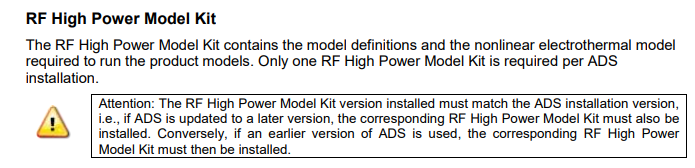 RF High Power Model Kit
The RF High Power Model Kit contains the model definitions and the nonlinear electrothermal model
required to run the product models. Only one RF High Power Model Kit is required per ADS
installation.
Attention: The RF High Power Model Kit version installed must match the ADS installation version,
i.e., if ADS is updated to a later version, the corresponding RF High Power Model Kit must also be
installed. Conversely, if an earlier version of ADS is used, the corresponding RF High Power
Model Kit must then be installed.